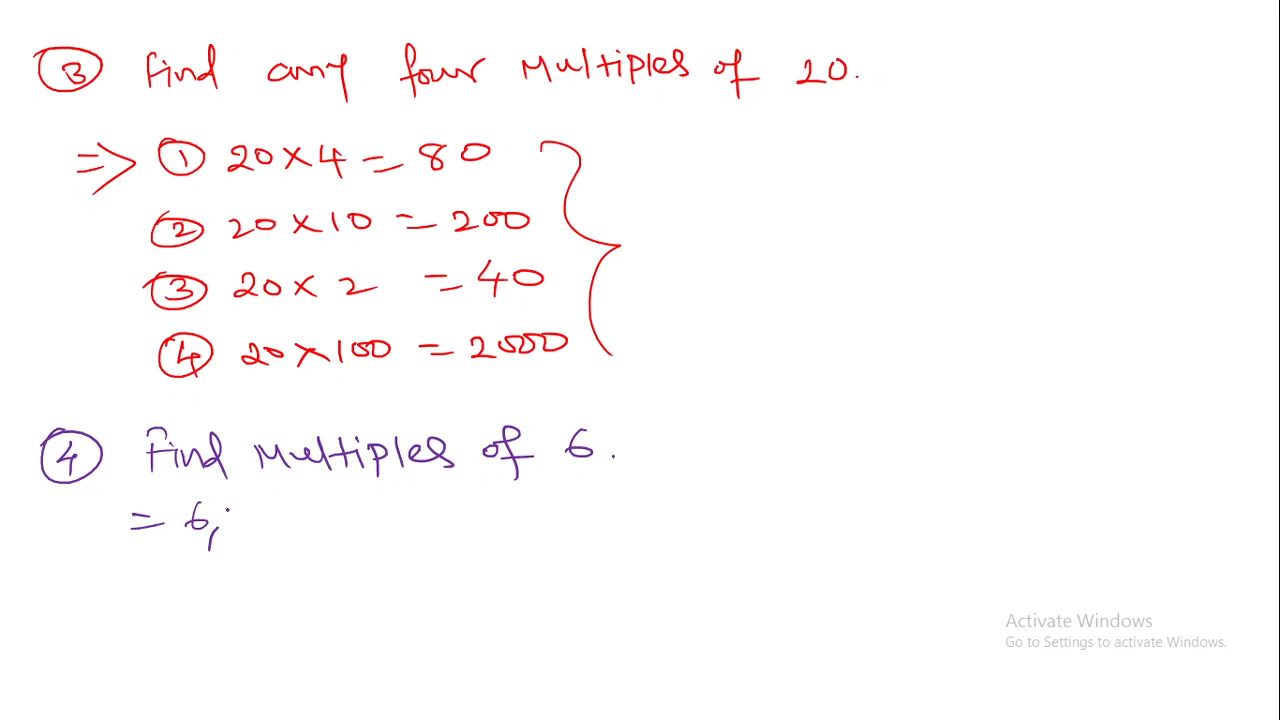 ③ Find any four Multiples of 20.
⇒ ① 20×4 = 80
② 20×10 = 200
③ 20×2 = 40
④ 20×100 = 2000
④ Find Multiples of 6.
= 6,
Activate Windows
Go to Settings to activate Windows.